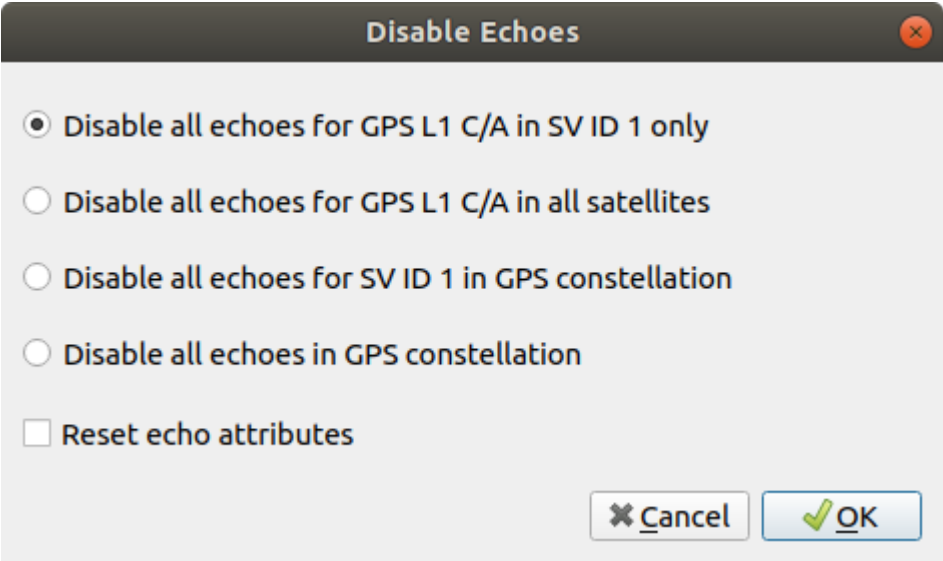 Disable Echoes
Disable all echoes for GPS L1 C/A in SV ID 1 only
Disable all echoes for GPS L1 C/A in all satellites
Disable all echoes for SV ID 1 in GPS constellation
Disable all echoes in GPS constellation
Reset echo attributes
Cancel OK